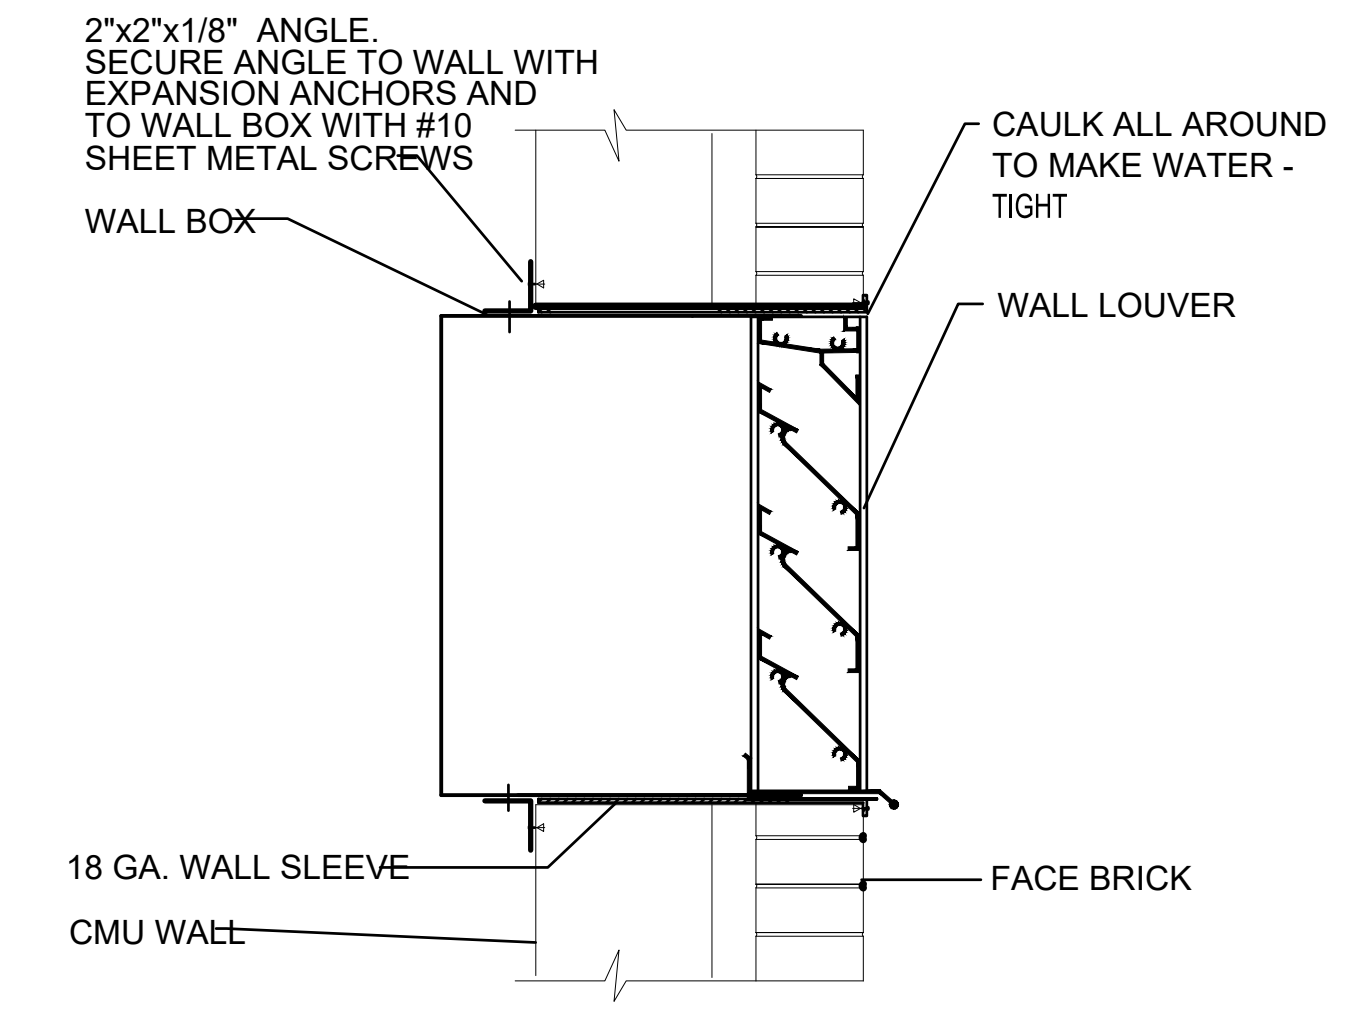 2"x2"x1/8" ANGLE.
SECURE ANGLE TO WALL WITH
EXPANSION ANCHORS AND
TO WALL BOX WITH #10
SHEET METAL SCREWS
WALL BOX
CAULK ALL AROUND
TO MAKE WATER -
TIGHT
WALL LOUVER
18 GA. WALL SLEEVE
CMU WALL
FACE BRICK